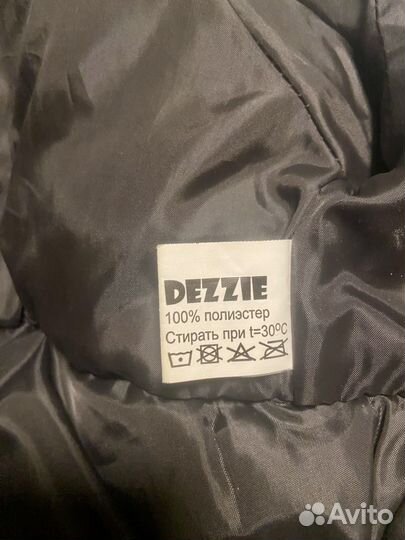 DEZZIE
100% полиэстер
Стирать при t=30°C
Avito